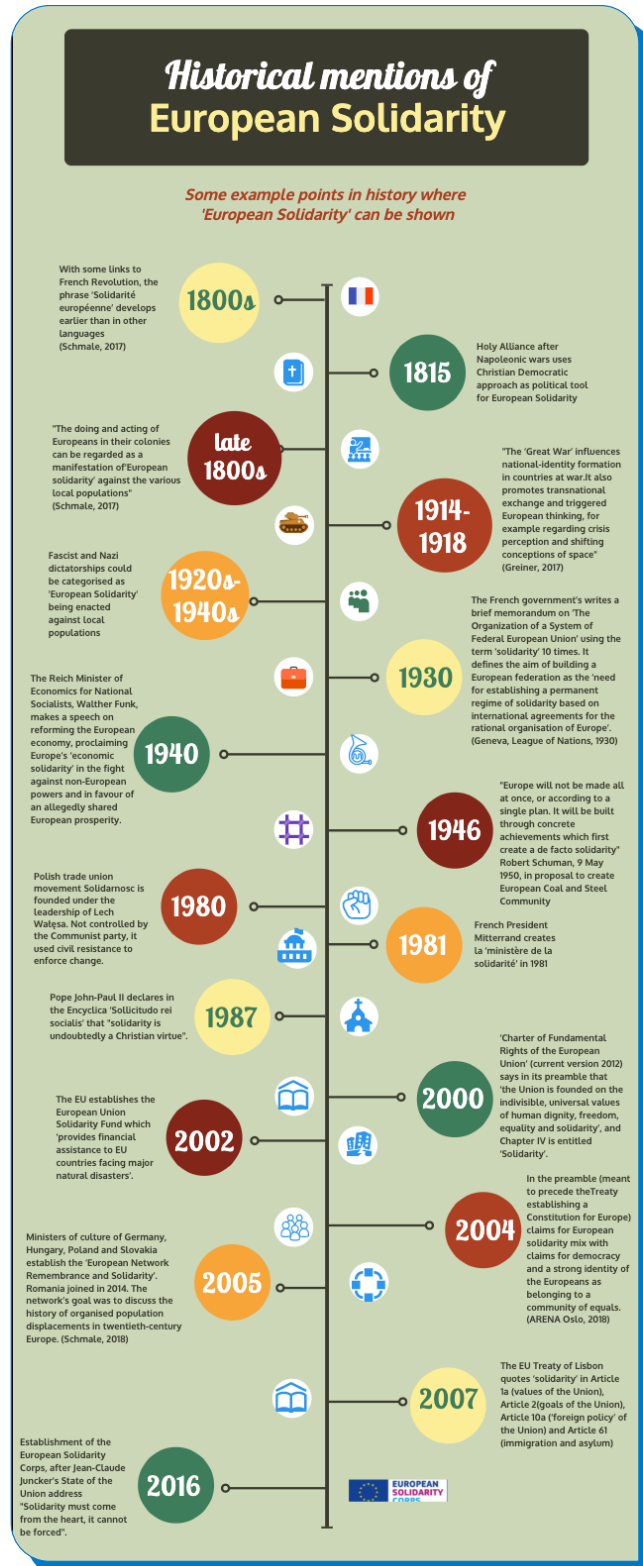 Historical mentions of
European Solidarity
Some example points in history where
'European Solidarity' can be shown
With some links to
French Revolution, the
phrase 'Solidarité
européenne' develops
earlier than in other
languages
(Schmale, 2017)
1800s
1815
Holy Alliance after
Napoleonic wars uses
Christian Democratic
approach as political tool
for European Solidarity
"The doing and acting of
Europeans in their colonies
can be regarded as a
manifestation of'European
solidarity' against the various
local populations"
(Schmale, 2017)
late
1800s
1914-
1918
"The 'Great War' influences
national-identity formation
in countries at war.It also
promotes transnational
exchange and triggered
European thinking, for
example regarding crisis
perception and shifting
conceptions of space"
(Greiner, 2017)
Fascist and Nazi
dictatorships could
be categorised as
'European Solidarity'
being enacted
against local
populations
1920s-
1940s
1930
The French government's writes a
brief memorandum on 'The
Organization of a System of
Federal European Union' using the
term 'solidarity' 10 times. It
defines the aim of building a
European federation as the 'need
for establishing a permanent
regime of solidarity based on
international agreements for the
rational organisation of Europe'.
(Geneva, League of Nations, 1930)
The Reich Minister of
Economics for National
Socialists, Walther Funk,
makes a speech on
reforming the European
economy, proclaiming
Europe's 'economic
solidarity' in the fight
against non-European
powers and in favour of
an allegedly shared
European prosperity.
1940
1946
"Europe will not be made all
at once, or according to a
single plan. It will be built
through concrete
achievements which first
create a de facto solidarity"
Robert Schuman, 9 May
1950, in proposal to create
European Coal and Steel
Community
Polish trade union
movement Solidarnosc is
founded under the
leadership of Lech
Wałęsa. Not controlled by
the Communist party, it
used civil resistance to
enforce change.
1980
1981
French President
Mitterrand creates
la 'ministère de la
solidarité' in 1981
Pope John-Paul II declares in
the Encyclica 'Sollicitudo rei
socialis' that "solidarity is
undoubtedly a Christian virtue".
1987
2000
'Charter of Fundamental
Rights of the European
Union' (current version 2012)
says in its preamble that
'the Union is founded on the
indivisible, universal values
of human dignity, freedom,
equality and solidarity', and
Chapter IV is entitled
'Solidarity'.
The EU establishes the
European Union
Solidarity Fund which
'provides financial
assistance to EU
countries facing major
natural disasters'.
2002
2004
In the preamble (meant
to precede theTreaty
establishing a
Constitution for Europe)
claims for European
solidarity mix with
claims for democracy
and a strong identity of
the Europeans as
belonging to a
community of equals.
(ARENA Oslo, 2018)
Ministers of culture of Germany,
Hungary, Poland and Slovakia
establish the 'European Network
Remembrance and Solidarity'.
Romania joined in 2014. The
network's goal was to discuss the
history of organised population
displacements in twentieth-century
Europe. (Schmale, 2018)
2005
2007
The EU Treaty of Lisbon
quotes 'solidarity' in Article
1a (values of the Union),
Article 2(goals of the Union),
Article 10a ('foreign policy' of
the Union) and Article 61
(immigration and asylum)
Establishment of the
European Solidarity
Corps, after Jean-Claude
Juncker's State of the
Union address
"Solidarity must come
from the heart, it cannot
be forced".
2016
EUROPEAN
SOLIDARITY
CORPS